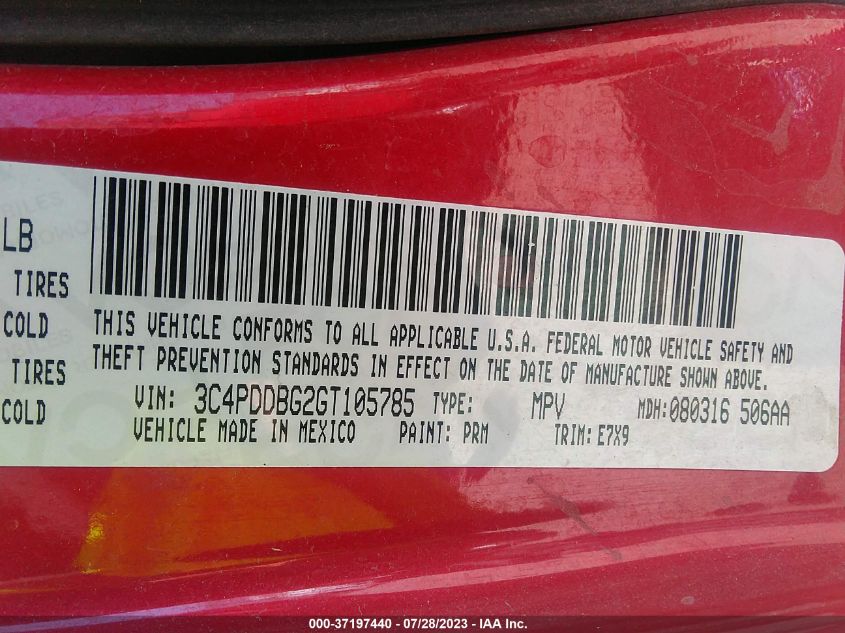 LB
TIRES
COLD
TIRES
COLD
THIS VEHICLE CONFORMS TO ALL APPLICABLE U.S.A. FEDERAL MOTOR VEHICLE SAFETY AND
THEFT PREVENTION STANDARDS IN EFFECT ON THE DATE OF MANUFACTURE SHOWN ABOVE.
VIN: 3C4PDDBG2GT105785 TYPE: MPV MDH:080316 506AA
VEHICLE MADE IN MEXICO PAINT: PRM TRIM: E7X9
000-37197440 - 07/28/2023 - IAA Inc.